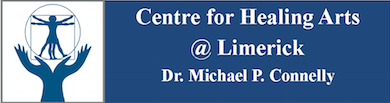 Centre for Healing Arts
@ Limerick
Dr. Michael P. Connelly